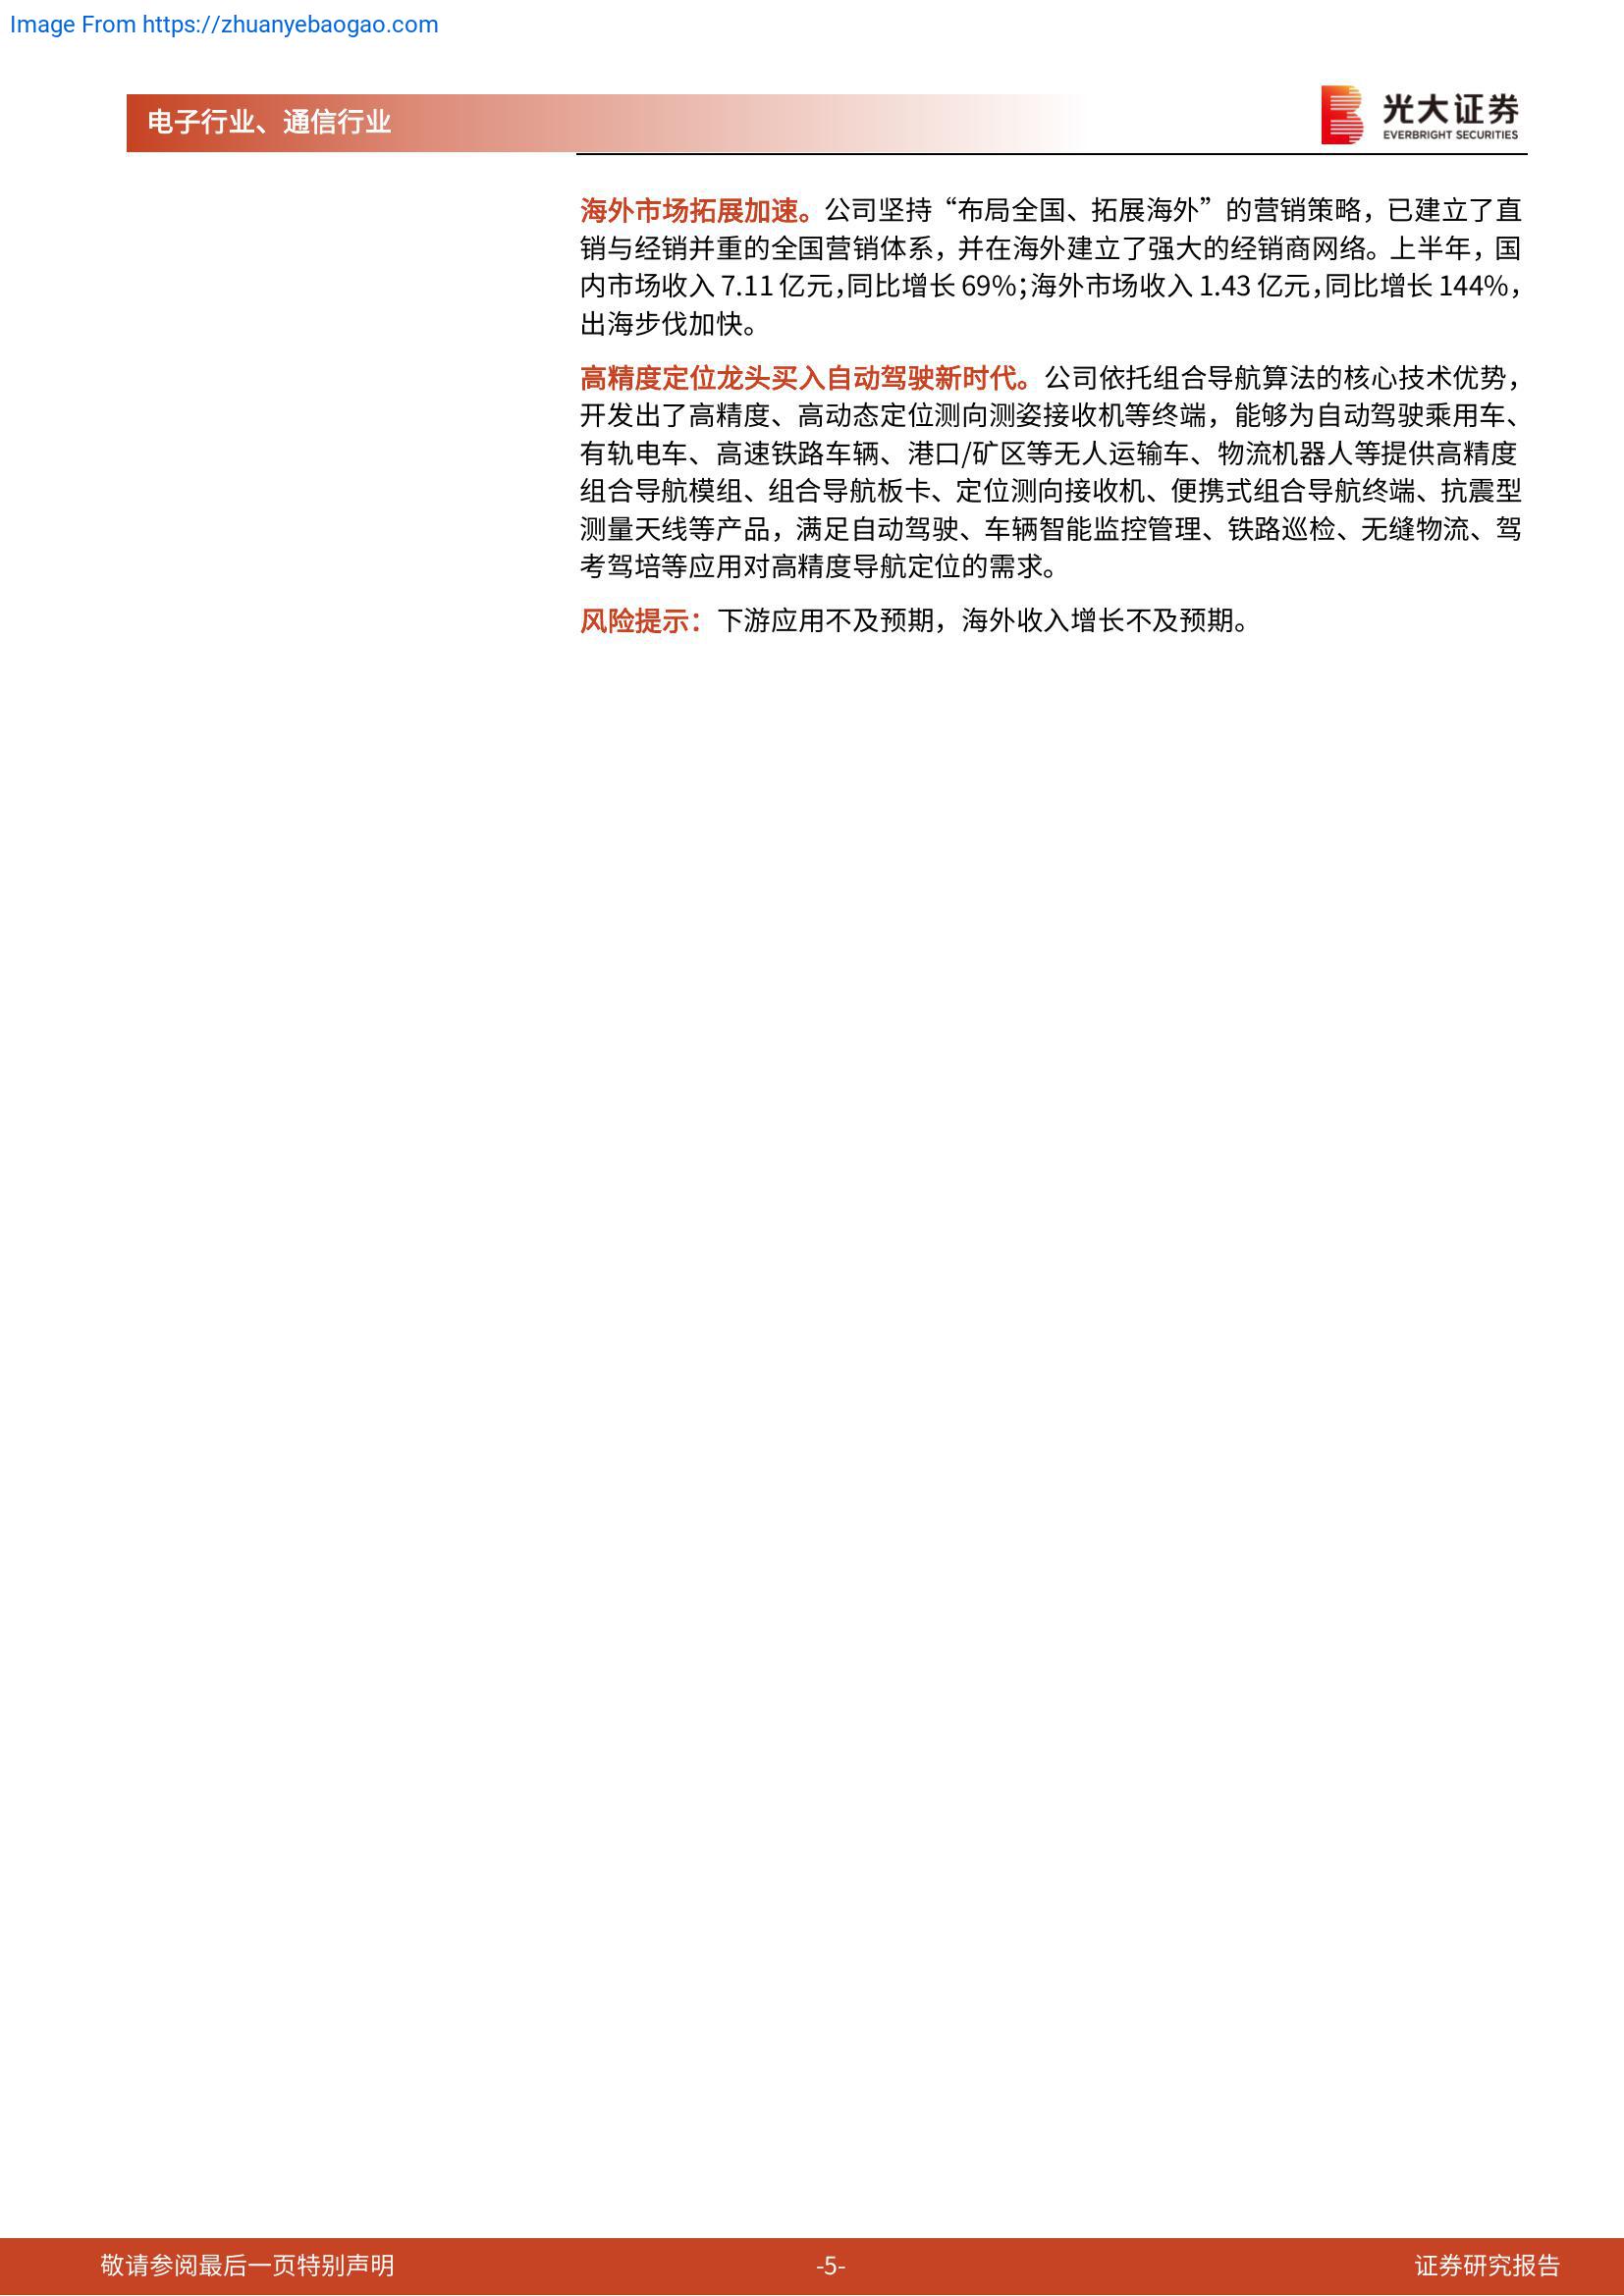 Image From https://zhuanyebaogao.com
电子行业、通信行业
光大证券
EVERBRIGHT SECURITIES
海外市场拓展加速。公司坚持“布局全国、拓展海外”的营销策略，已建立了直
销与经销并重的全国营销体系，并在海外建立了强大的经销商网络。上半年，国
内市场收入 7.11 亿元，同比增长 69%；海外市场收入 1.43 亿元，同比增长 144%，
出海步伐加快。
高精度定位龙头买入自动驾驶新时代。公司依托组合导航算法的核心技术优势，
开发出了高精度、高动态定位测向测姿接收机等终端，能够为自动驾驶乘用车、
有轨电车、高速铁路车辆、港口/矿区等无人运输车、物流机器人等提供高精度
组合导航模组、组合导航板卡、定位测向接收机、便携式组合导航终端、抗震型
测量天线等产品，满足自动驾驶、车辆智能监控管理、铁路巡检、无缝物流、驾
考驾培等应用对高精度导航定位的需求。
风险提示：下游应用不及预期，海外收入增长不及预期。
敬请参阅最后一页特别声明
-5-
证券研究报告